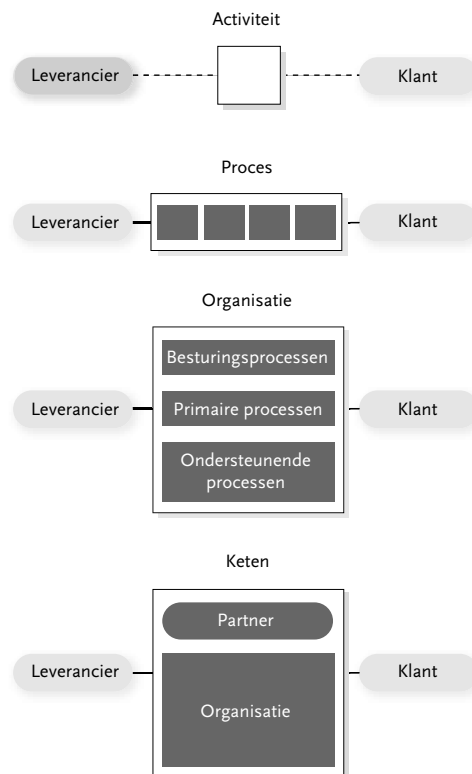 Activiteit
Leverancier
Klant
Proces
Leverancier
Klant
Organisatie
Besturingsprocessen
Leverancier
Primaire processen
Klant
Ondersteunende
processen
Keten
Partner
Leverancier
Klant
Organisatie